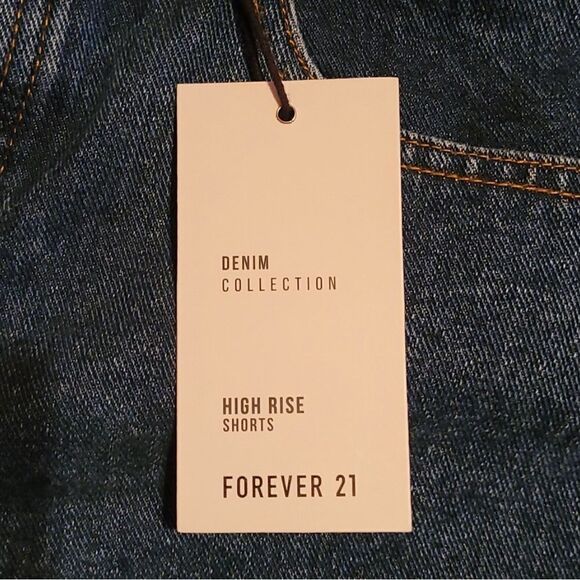 DENIM
COLLECTION
HIGH RISE
SHORTS
FOREVER 21